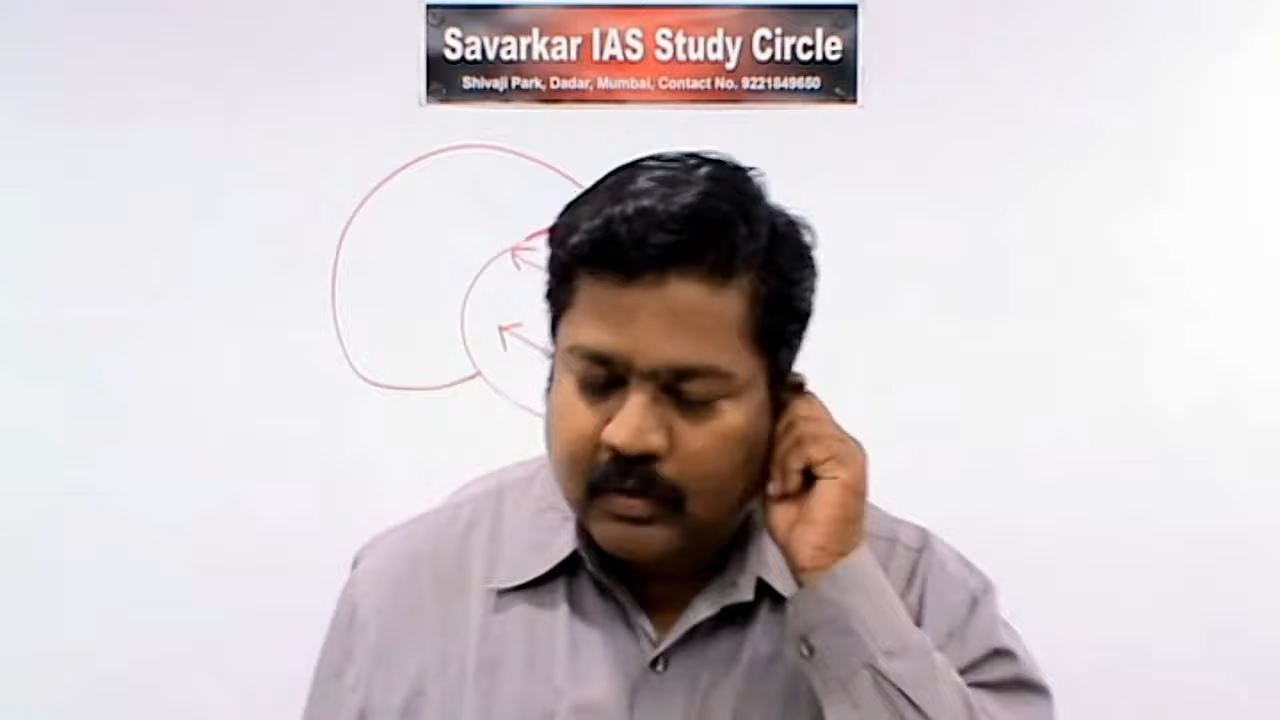 Savarkar IAS Study Circle
Shivaji Park, Dadar, Mumbai, Contact No. 9221849650